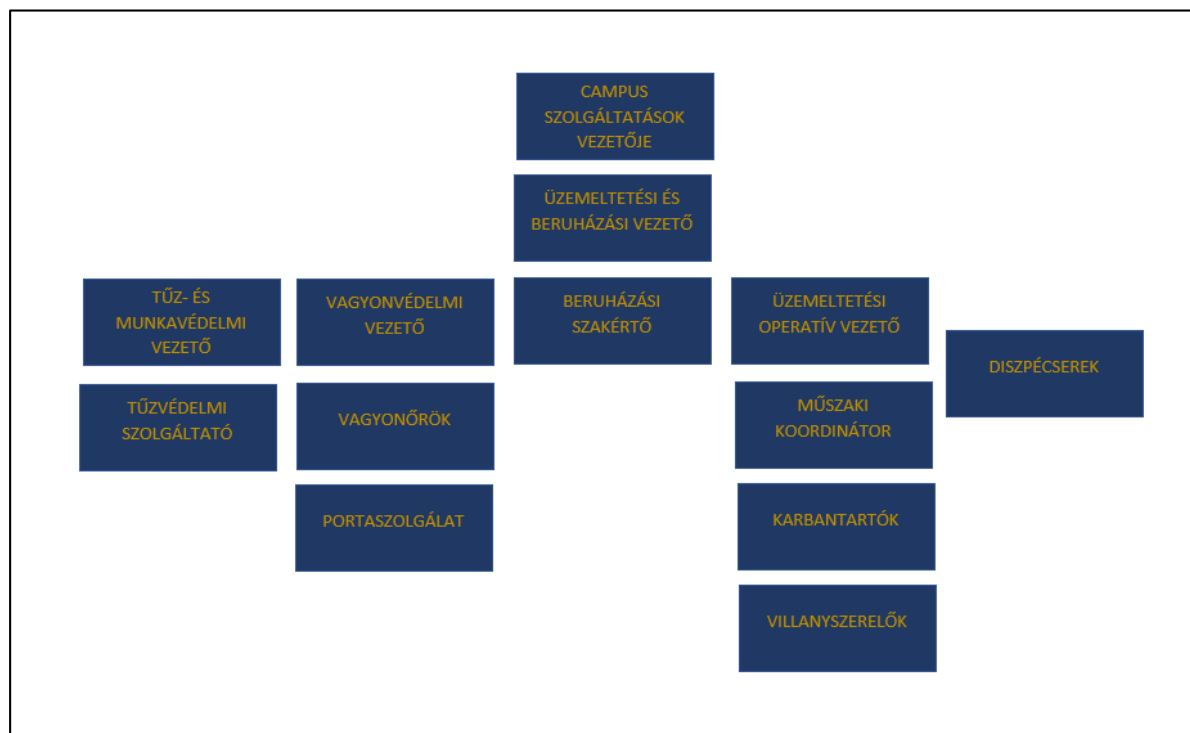 CAMPUS
SZOLGÁLTATÁSOK
VEZETŐJE
ÜZEMELTETÉSI ÉS
BERUHÁZÁSI VEZETŐ
TŰZ- ÉS
MUNKAVÉDELMI
VEZETŐ
VAGYONVÉDELMI
VEZETŐ
BERUHÁZÁSI
SZAKÉRTŐ
ÜZEMELTETÉSI
OPERATÍV VEZETŐ
DISZPÉCSEREK
TŰZVÉDELMI
SZOLGÁLTATÓ
VAGYONŐRÖK
MŰSZAKI
KOORDINÁTOR
PORTASZOLGÁLAT
KARBANTARTÓK
VILLANYSZERELŐK